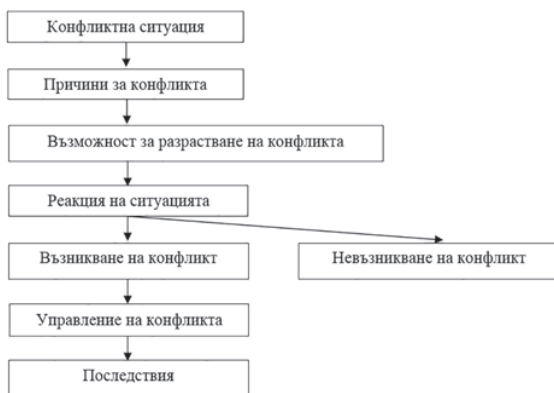 Конфликтна ситуация
Причини за конфликта
Възможност за разрастване на конфликта
Реакция на ситуацията
Възникване на конфликт
Невъзникване на конфликт
Управление на конфликта
Последствия